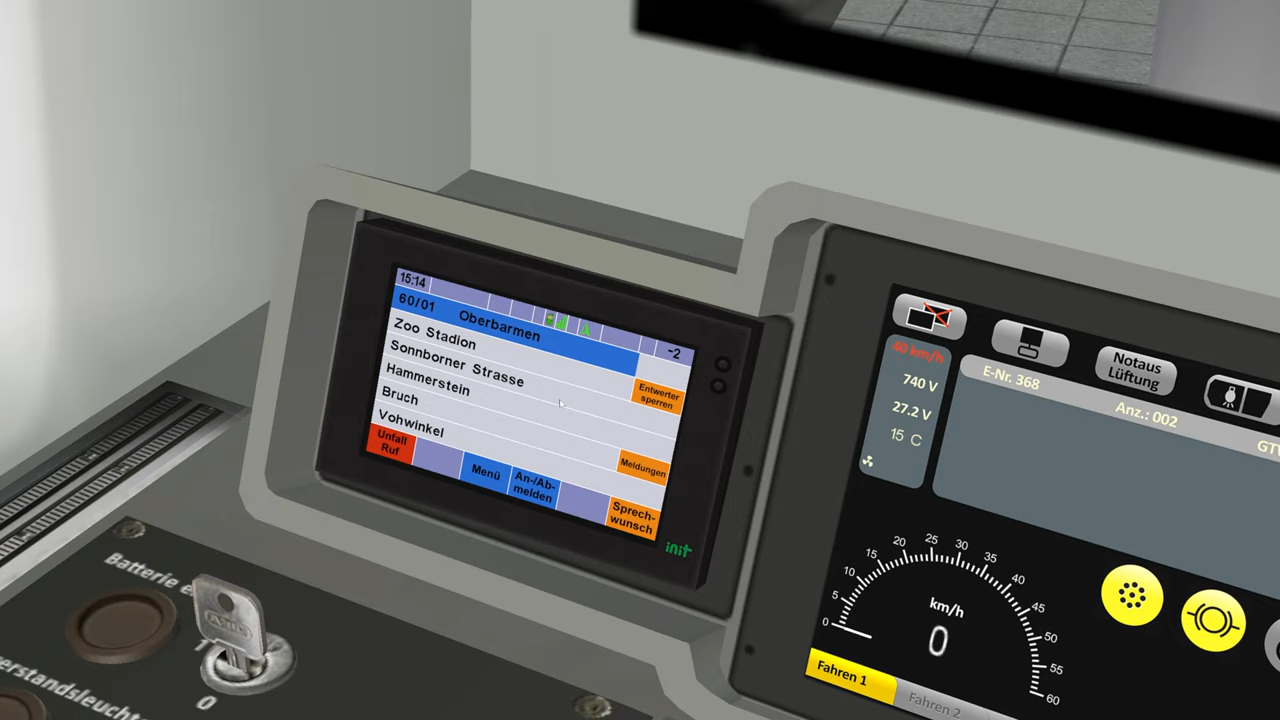 15:14
-2
60/01 Oberbarmen
Zoo Stadion
Sonnborner Strasse
Hammerstein
Bruch
Vohwinkel
Entwerter
sperren
Meldungen
Unfall
Ruf
Menü
An-/Ab-
melden
Sprech-
wunsch
init
Notaus
Lüftung
40 km/h
740 V
27.2 V
15 C
E-Nr. 368
Anz.: 002
0
5
10
15
20
25
30
35
40
45
50
55
60
km/h
0
Fahren 1
Fahren 2
Batterie e
1
0